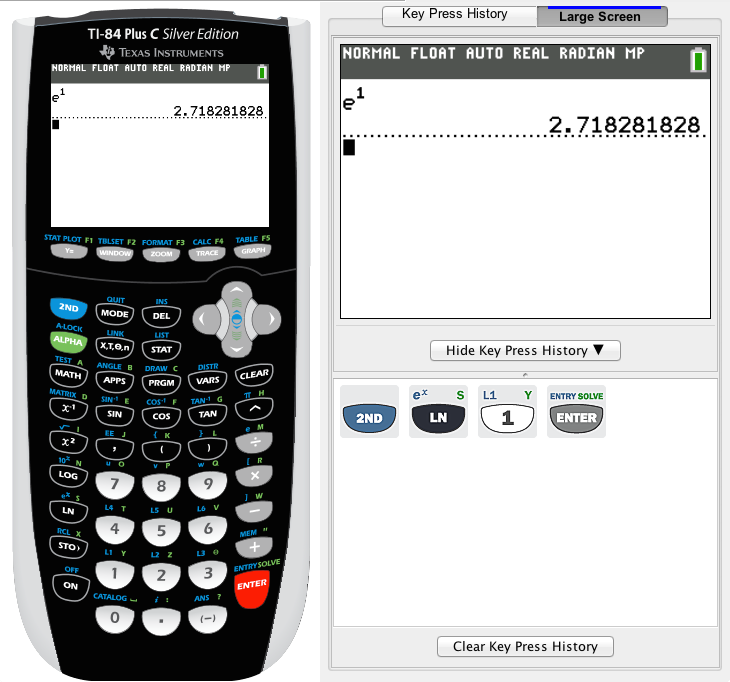 TI-84 Plus C Silver Edition
TEXAS INSTRUMENTS
NORMAL FLOAT AUTO REAL RADIAN MP
e¹
2.718281828
STAT PLOT F1 TBLSET F2 FORMAT F3 CALC F4 TABLE F5
Y= WINDOW ZOOM TRACE GRAPH
QUIT INS
2ND MODE DEL
A-LOCK LINK LIST
ALPHA X,T,Θ,n STAT
TEST A ANGLE B DRAW C DISTR
MATH APPS PRGM VARS CLEAR
MATRIX D SIN⁻¹ E COS⁻¹ F TAN⁻¹ G π H
x⁻¹ SIN COS TAN ^
√ I EE J { K } L e M
x² , ( ) ÷
10ˣ N u O v P w Q [ R
LOG 7 8 9 ×
eˣ S L4 T L5 U L6 V ] W
LN 4 5 6 −
RCL X L1 Y L2 Z L3 θ MEM "
STO› 1 2 3 +
OFF CATALOG ⎵ i : ANS ? ENTRY SOLVE
ON 0 . (−) ENTER
Key Press History Large Screen
NORMAL FLOAT AUTO REAL RADIAN MP
e¹
2.718281828
Hide Key Press History ▼
eˣ S L1 Y ENTRY SOLVE
2ND LN 1 ENTER
Clear Key Press History